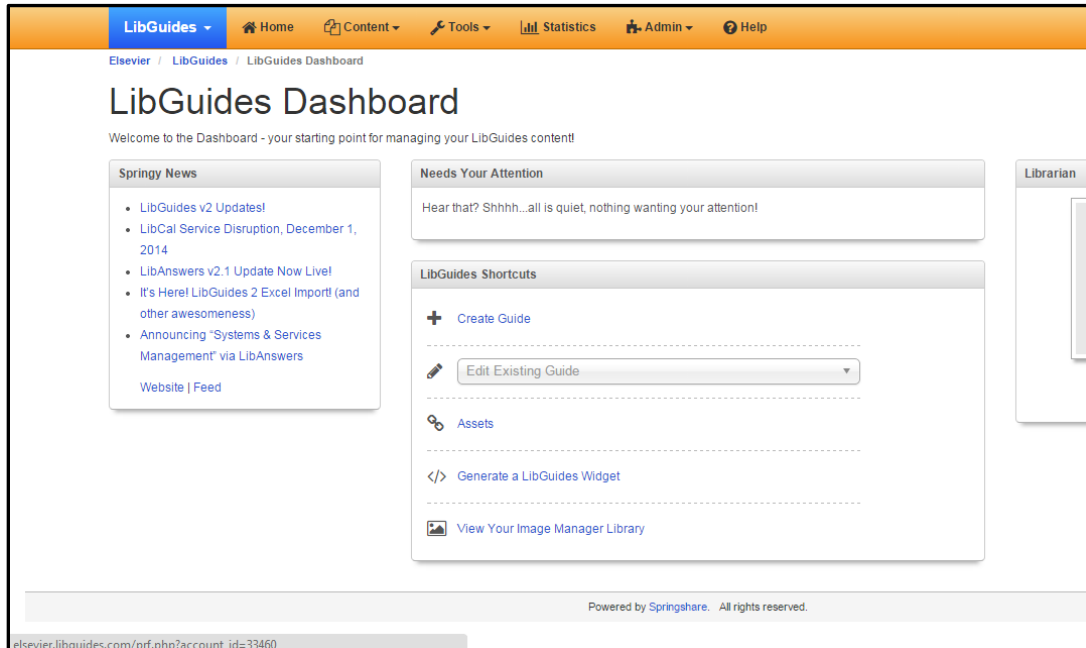 LibGuides Home Content Tools Statistics Admin Help
Elsevier / LibGuides / LibGuides Dashboard
LibGuides Dashboard
Welcome to the Dashboard - your starting point for managing your LibGuides content!
Springy News
LibGuides v2 Updates!
LibCal Service Disruption, December 1,
2014
LibAnswers v2.1 Update Now Live!
It's Here! LibGuides 2 Excel Import! (and
other awesomeness)
Announcing “Systems & Services
Management” via LibAnswers
Website | Feed
Needs Your Attention
Hear that? Shhhh...all is quiet, nothing wanting your attention!
LibGuides Shortcuts
Create Guide
Edit Existing Guide
Assets
Generate a LibGuides Widget
View Your Image Manager Library
Librarian
Powered by Springshare. All rights reserved.
elsevier.libguides.com/prf.php?account_id=33460